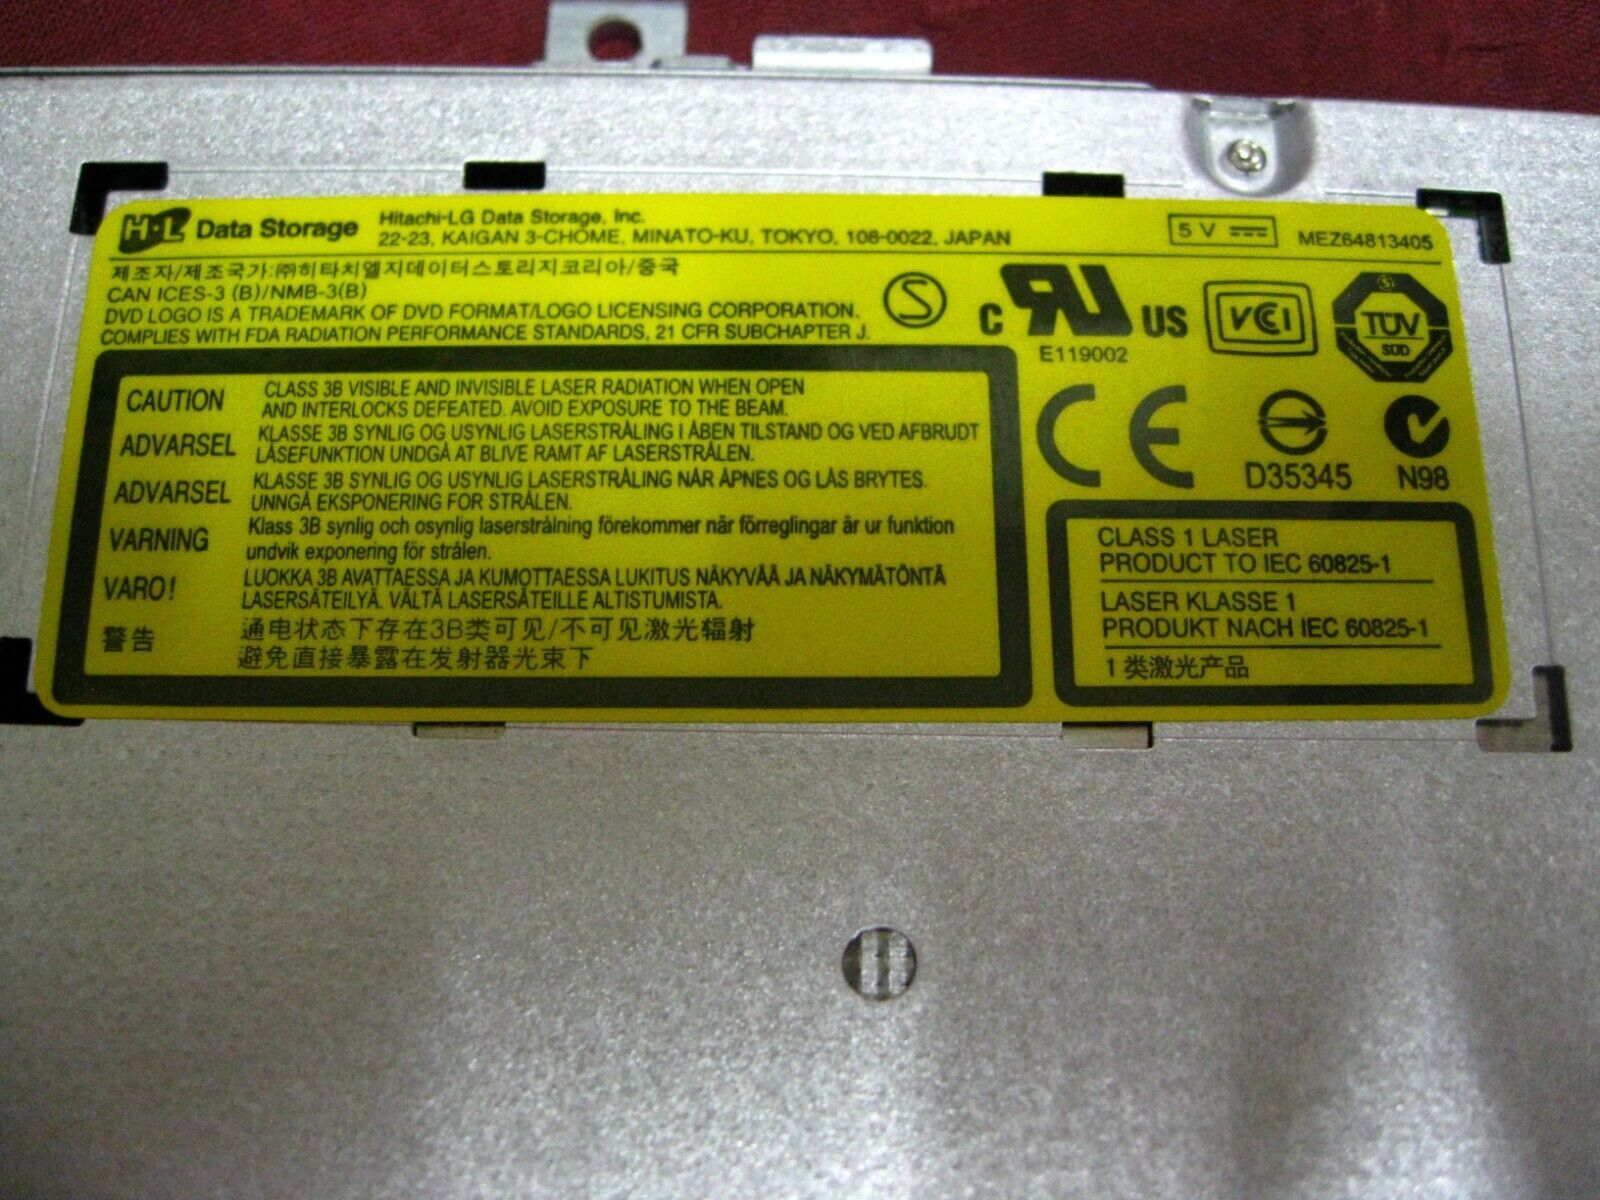 H·L Data Storage
Hitachi-LG Data Storage, Inc.
22-23, KAIGAN 3-CHOME, MINATO-KU, TOKYO, 108-0022, JAPAN
5 V
MEZ64813405
제조자/제조국가:㈜히타치엘지데이터스토리지코리아/중국
CAN ICES-3 (B)/NMB-3(B)
DVD LOGO IS A TRADEMARK OF DVD FORMAT/LOGO LICENSING CORPORATION.
COMPLIES WITH FDA RADIATION PERFORMANCE STANDARDS, 21 CFR SUBCHAPTER J.
S
C RU US
E119002
VCI
TÜV
SÜD
CE
D35345
N98
CAUTION CLASS 3B VISIBLE AND INVISIBLE LASER RADIATION WHEN OPEN
AND INTERLOCKS DEFEATED. AVOID EXPOSURE TO THE BEAM.
ADVARSEL KLASSE 3B SYNLIG OG USYNLIG LASERSTRÅLING I ÅBEN TILSTAND OG VED AFBRUDT
LÅSEFUNKTION UNDGÅ AT BLIVE RAMT AF LASERSTRÅLEN.
ADVARSEL KLASSE 3B SYNLIG OG USYNLIG LASERSTRÅLING NÅR ÅPNES OG LÅS BRYTES.
UNNGÅ EKSPONERING FOR STRÅLEN.
VARNING Klass 3B synlig och osynlig laserstrålning förekommer när förreglingar är ur funktion
undvik exponering för strålen.
VARO! LUOKKA 3B AVATTAESSA JA KUMOTTAESSA LUKITUS NÄKYVÄÄ JA NÄKYMÄTÖNTÄ
LASERSÄTEILYÄ. VÄLTÄ LASERSÄTEILLE ALTISTUMISTA.
警告 通电状态下存在3B类可见/不可见激光辐射
避免直接暴露在发射器光束下
CLASS 1 LASER
PRODUCT TO IEC 60825-1
LASER KLASSE 1
PRODUKT NACH IEC 60825-1
1 类激光产品